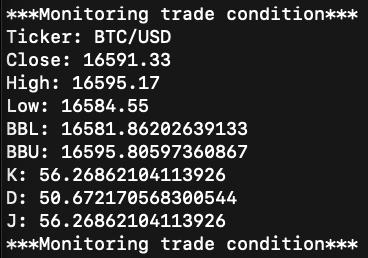 ***Monitoring trade condition***
Ticker: BTC/USD
Close: 16591.33
High: 16595.17
Low: 16584.55
BBL: 16581.86202639133
BBU: 16595.80597360867
K: 56.26862104113926
D: 50.672170568300544
J: 56.26862104113926
***Monitoring trade condition***